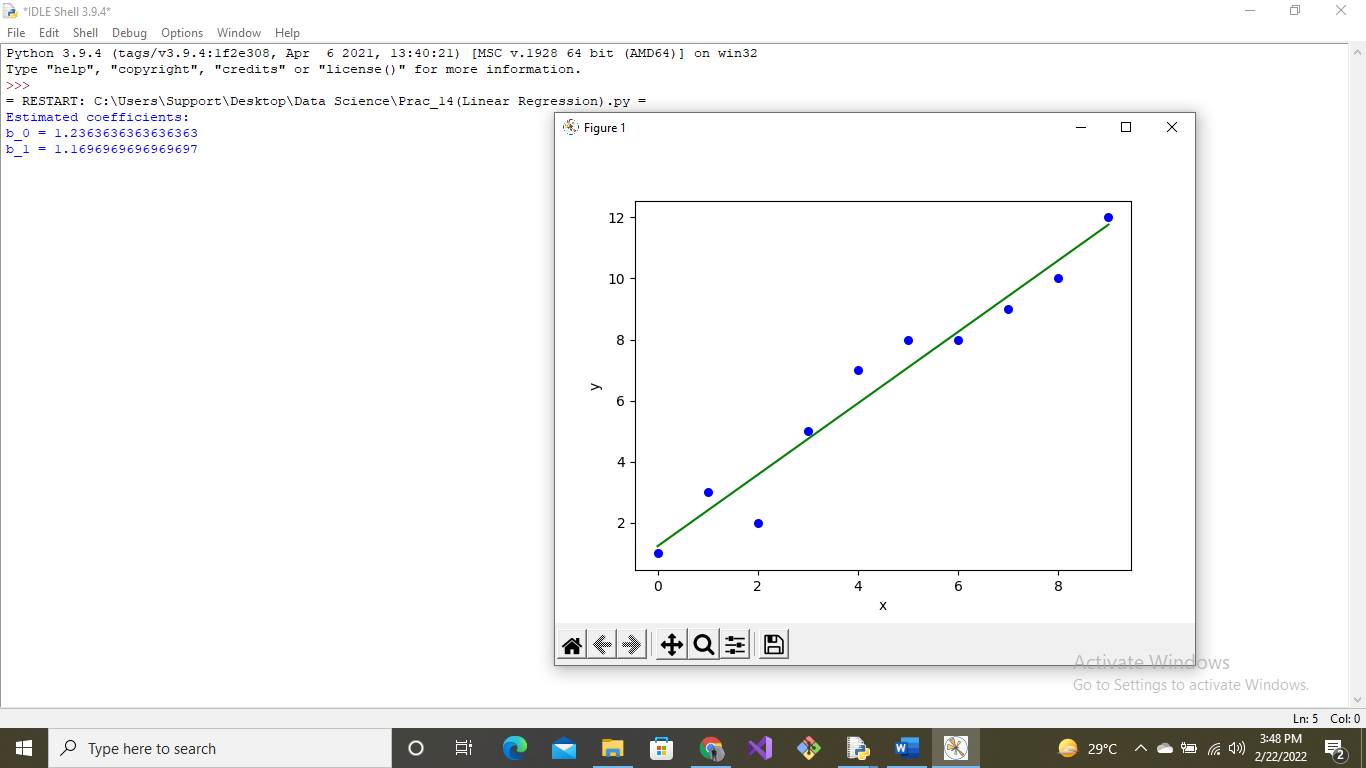 *IDLE Shell 3.9.4*
File Edit Shell Debug Options Window Help
Python 3.9.4 (tags/v3.9.4:1f2e308, Apr  6 2021, 13:40:21) [MSC v.1928 64 bit (AMD64)] on win32
Type "help", "copyright", "credits" or "license()" for more information.
>>>
= RESTART: C:\Users\Support\Desktop\Data Science\Prac_14(Linear Regression).py =
Estimated coefficients:
b_0 = 1.2363636363636363
b_1 = 1.1696969696969697
Figure 1
12
10
8
6
4
2
y
0 2 4 6 8
x
Activate Windows
Go to Settings to activate Windows.
Ln: 5 Col: 0
Type here to search
W
29°C
3:48 PM
2/22/2022
2